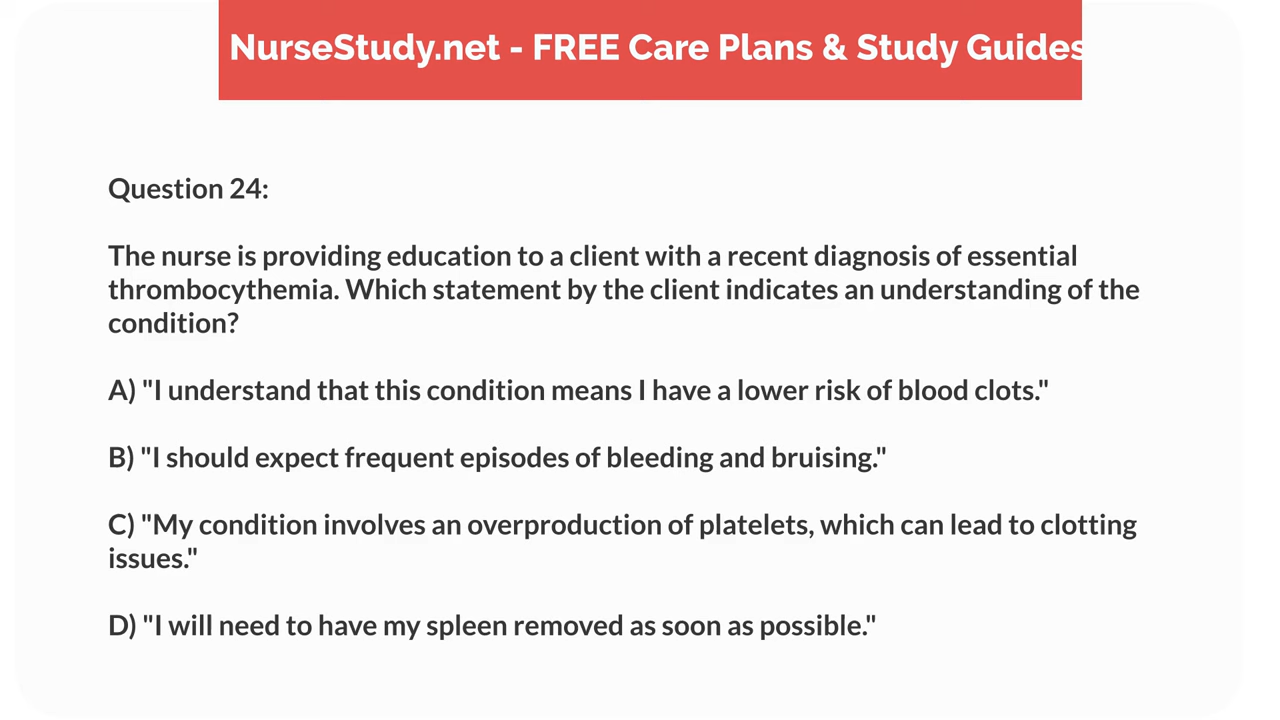 NurseStudy.net - FREE Care Plans & Study Guides
Question 24:
The nurse is providing education to a client with a recent diagnosis of essential
thrombocythemia. Which statement by the client indicates an understanding of the
condition?
A) "I understand that this condition means I have a lower risk of blood clots."
B) "I should expect frequent episodes of bleeding and bruising."
C) "My condition involves an overproduction of platelets, which can lead to clotting
issues."
D) "I will need to have my spleen removed as soon as possible."